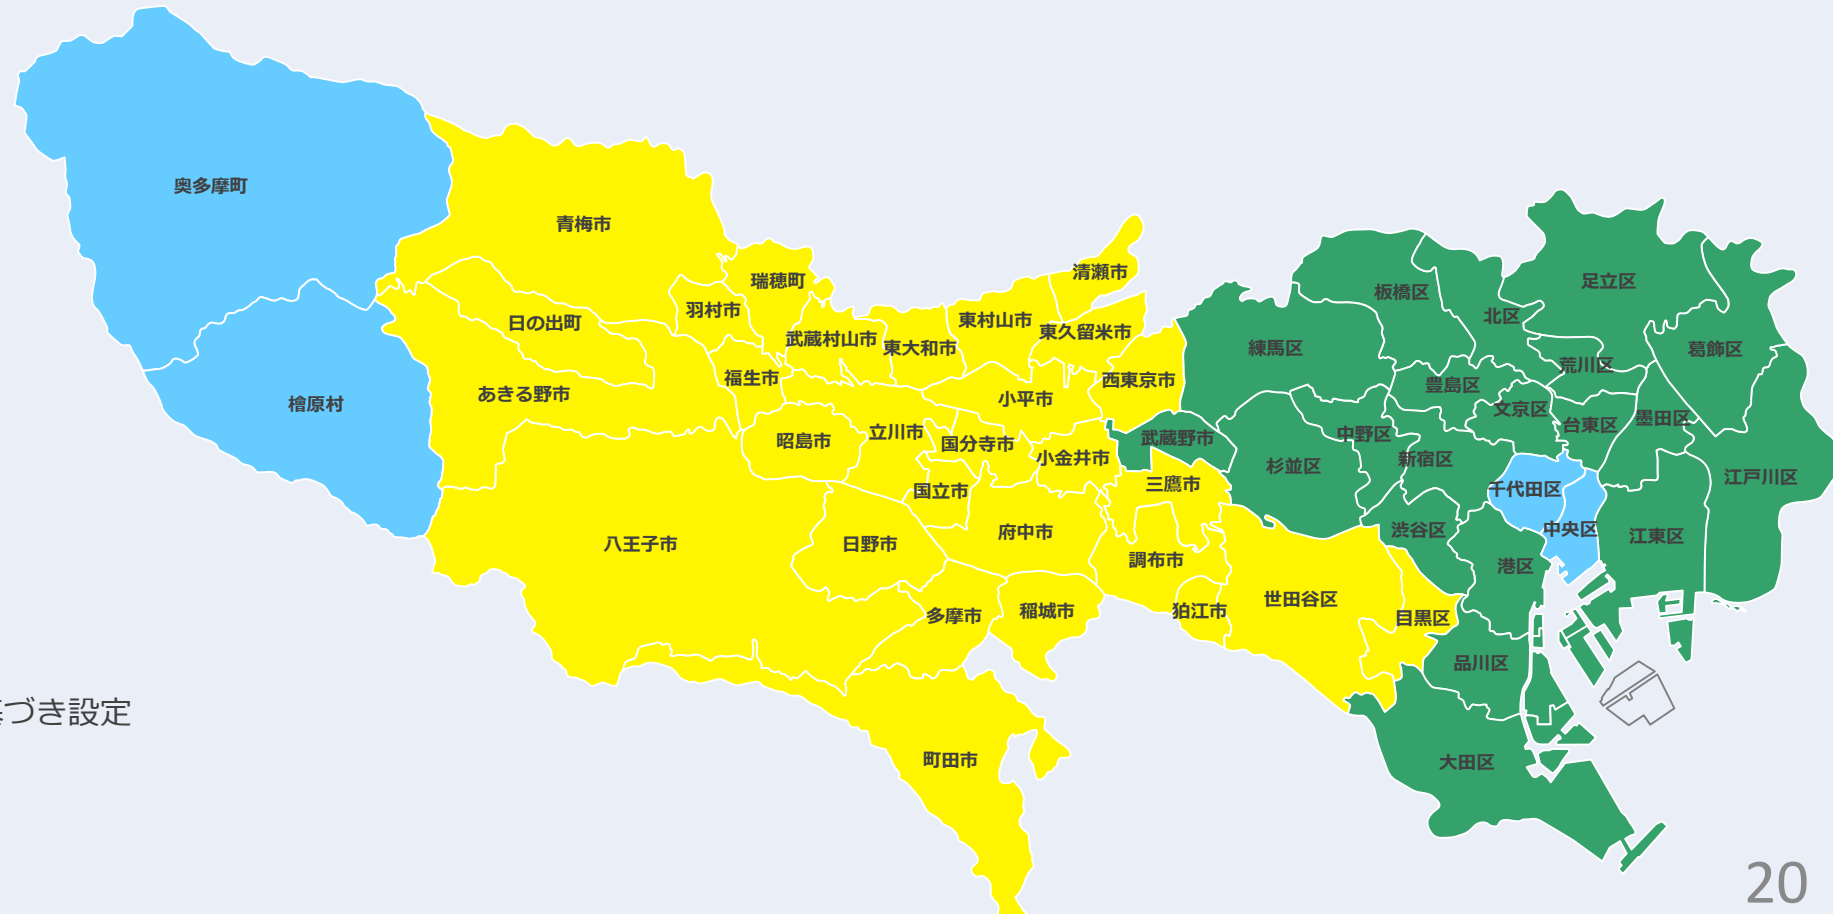 奥多摩町
青梅市
檜原村
日の出町
あきる野市
羽村市
瑞穂町
福生市
武蔵村山市
東大和市
東村山市
清瀬市
東久留米市
西東京市
小平市
昭島市
立川市
国分寺市
小金井市
武蔵野市
国立市
三鷹市
八王子市
日野市
府中市
調布市
狛江市
多摩市
稲城市
町田市
足立区
板橋区
北区
練馬区
葛飾区
荒川区
豊島区
文京区
台東区
墨田区
中野区
杉並区
新宿区
千代田区
江戸川区
渋谷区
中央区
江東区
港区
世田谷区
目黒区
品川区
大田区
づき設定
20